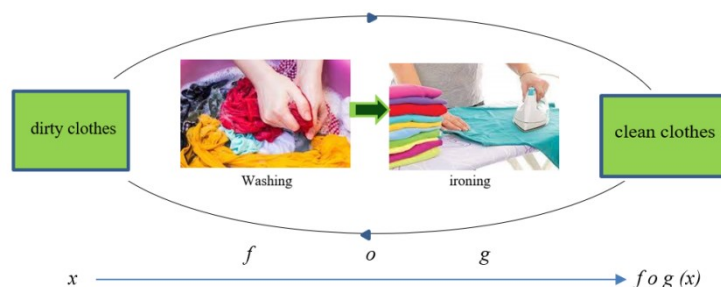 dirty clothes
clean clothes
Washing
ironing
f o g
x f o g (x)